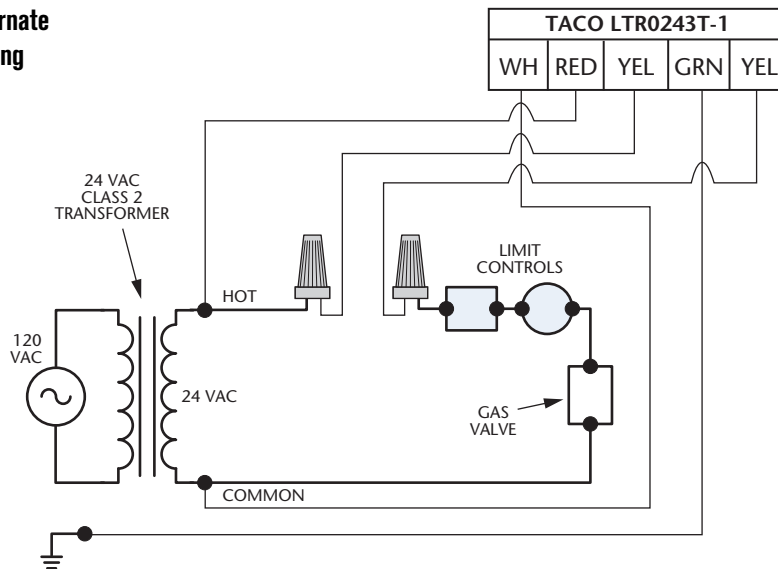 rnate
ng
TACO LTR0243T-1
WH RED YEL GRN YEL
24 VAC
CLASS 2
TRANSFORMER
LIMIT
CONTROLS
HOT
120
VAC
24 VAC
GAS
VALVE
COMMON